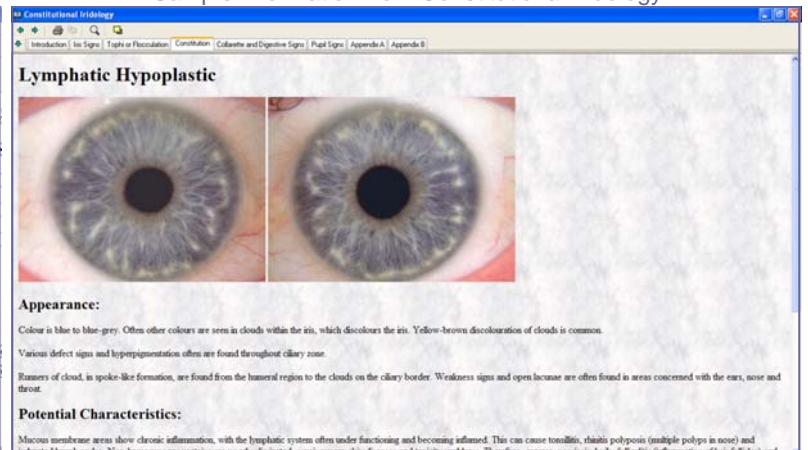 Sample Information from Constitutional Iridology
Constitutional Iridology
Introduction | Iris Signs | Tophi or Flocculation | Constitution | Collarette and Digestive Signs | Pupil Signs | Appendix A | Appendix B
Lymphatic Hypoplastic
Appearance:
Colour is blue to blue-grey. Often other colours are seen in clouds within the iris, which discolours the iris. Yellow-brown discolouration of clouds is common.
Various defect signs and hyperpigmentation often are found throughout ciliary zone.
Runners of cloud, in spoke-like formation, are found from the humeral region to the clouds on the ciliary border. Weakness signs and open lacunae are often found in areas concerned with the ears, nose and
throat.
Potential Characteristics:
Mucous membrane areas show chronic inflammation, with the lymphatic system often under functioning and becoming inflamed. This can cause tonsillitis, rhinitis polyposis (multiple polyps in nose) and